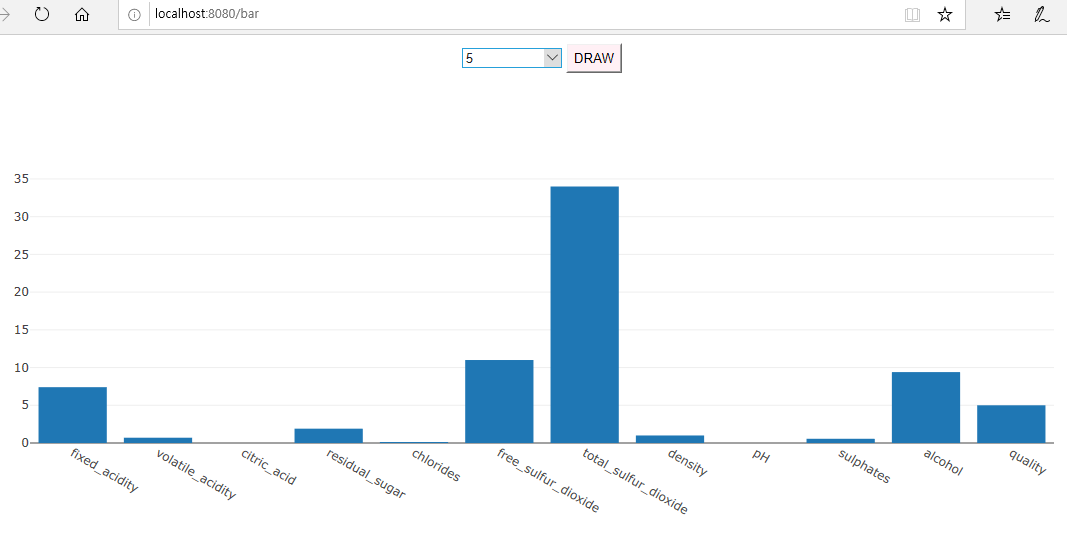 localhost:8080/bar
5 DRAW
35
30
25
20
15
10
5
0
fixed_acidity volatile_acidity citric_acid residual_sugar chlorides free_sulfur_dioxide total_sulfur_dioxide density pH sulphates alcohol quality